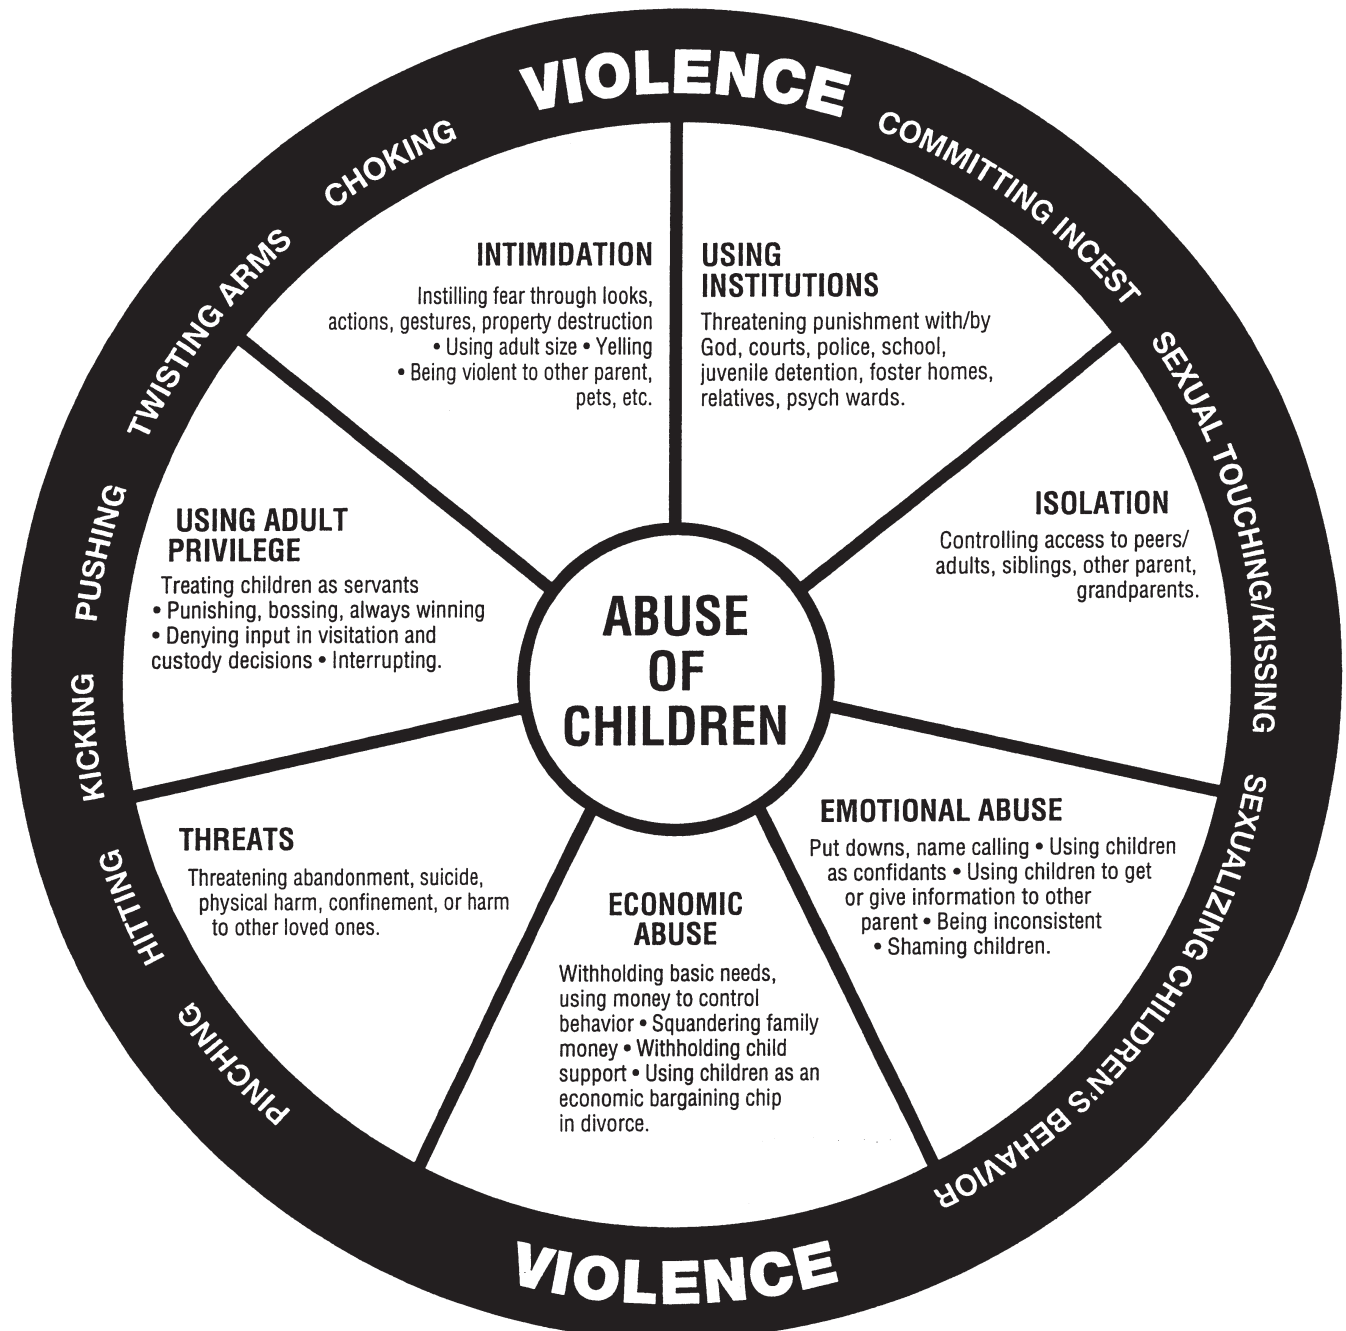 VIOLENCE
CHOKING
TWISTING ARMS
PUSHING
KICKING
HITTING
PINCHING
COMMITTING INCEST
SEXUAL TOUCHING/KISSING
SEXUALIZING CHILDREN'S BEHAVIOR
INTIMIDATION
Instilling fear through looks,
actions, gestures, property destruction
• Using adult size • Yelling
• Being violent to other parent,
pets, etc.
USING
INSTITUTIONS
Threatening punishment with/by
God, courts, police, school,
juvenile detention, foster homes,
relatives, psych wards.
USING ADULT
PRIVILEGE
Treating children as servants
• Punishing, bossing, always winning
• Denying input in visitation and
custody decisions • Interrupting.
ISOLATION
Controlling access to peers/
adults, siblings, other parent,
grandparents.
ABUSE
OF
CHILDREN
THREATS
Threatening abandonment, suicide,
physical harm, confinement, or harm
to other loved ones.
ECONOMIC
ABUSE
Withholding basic needs,
using money to control
behavior • Squandering family
money • Withholding child
support • Using children as an
economic bargaining chip
in divorce.
EMOTIONAL ABUSE
Put downs, name calling • Using children
as confidants • Using children to get
or give information to other
parent • Being inconsistent
• Shaming children.
VIOLENCE